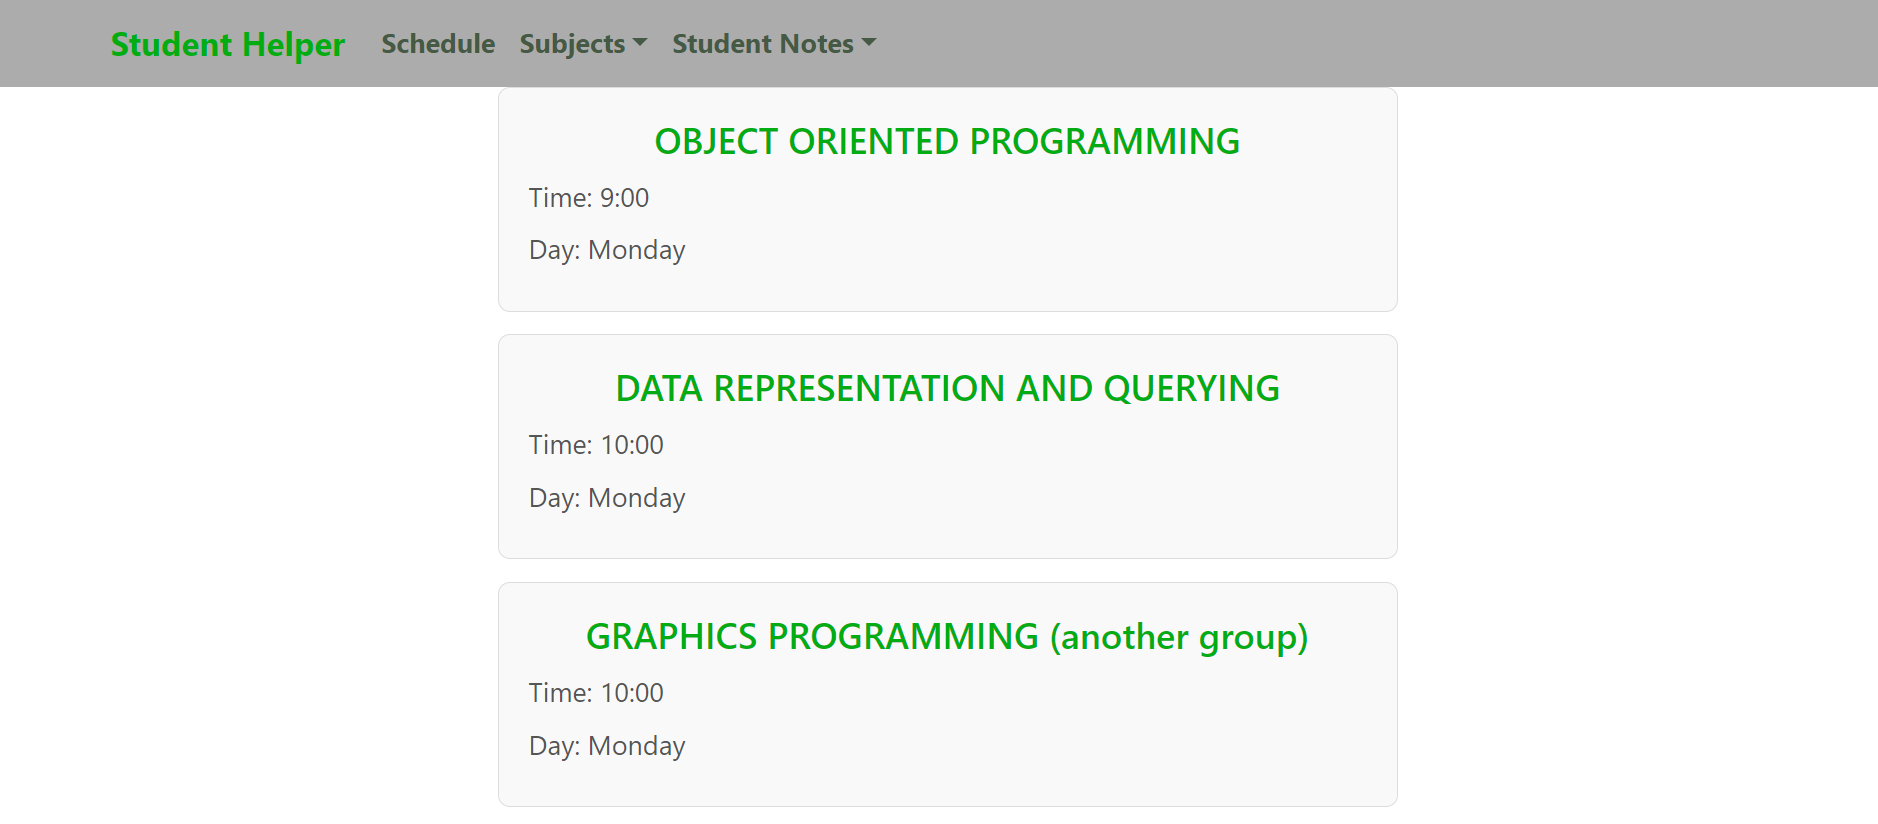 Student Helper Schedule Subjects Student Notes
OBJECT ORIENTED PROGRAMMING
Time: 9:00
Day: Monday
DATA REPRESENTATION AND QUERYING
Time: 10:00
Day: Monday
GRAPHICS PROGRAMMING (another group)
Time: 10:00
Day: Monday